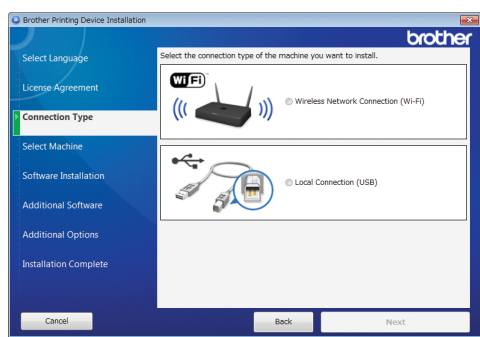 Brother Printing Device Installation
brother
Select Language
License Agreement
Connection Type
Select Machine
Software Installation
Additional Software
Additional Options
Installation Complete
Select the connection type of the machine you want to install.
Wi Fi
Wireless Network Connection (Wi-Fi)
Local Connection (USB)
Cancel
Back
Next